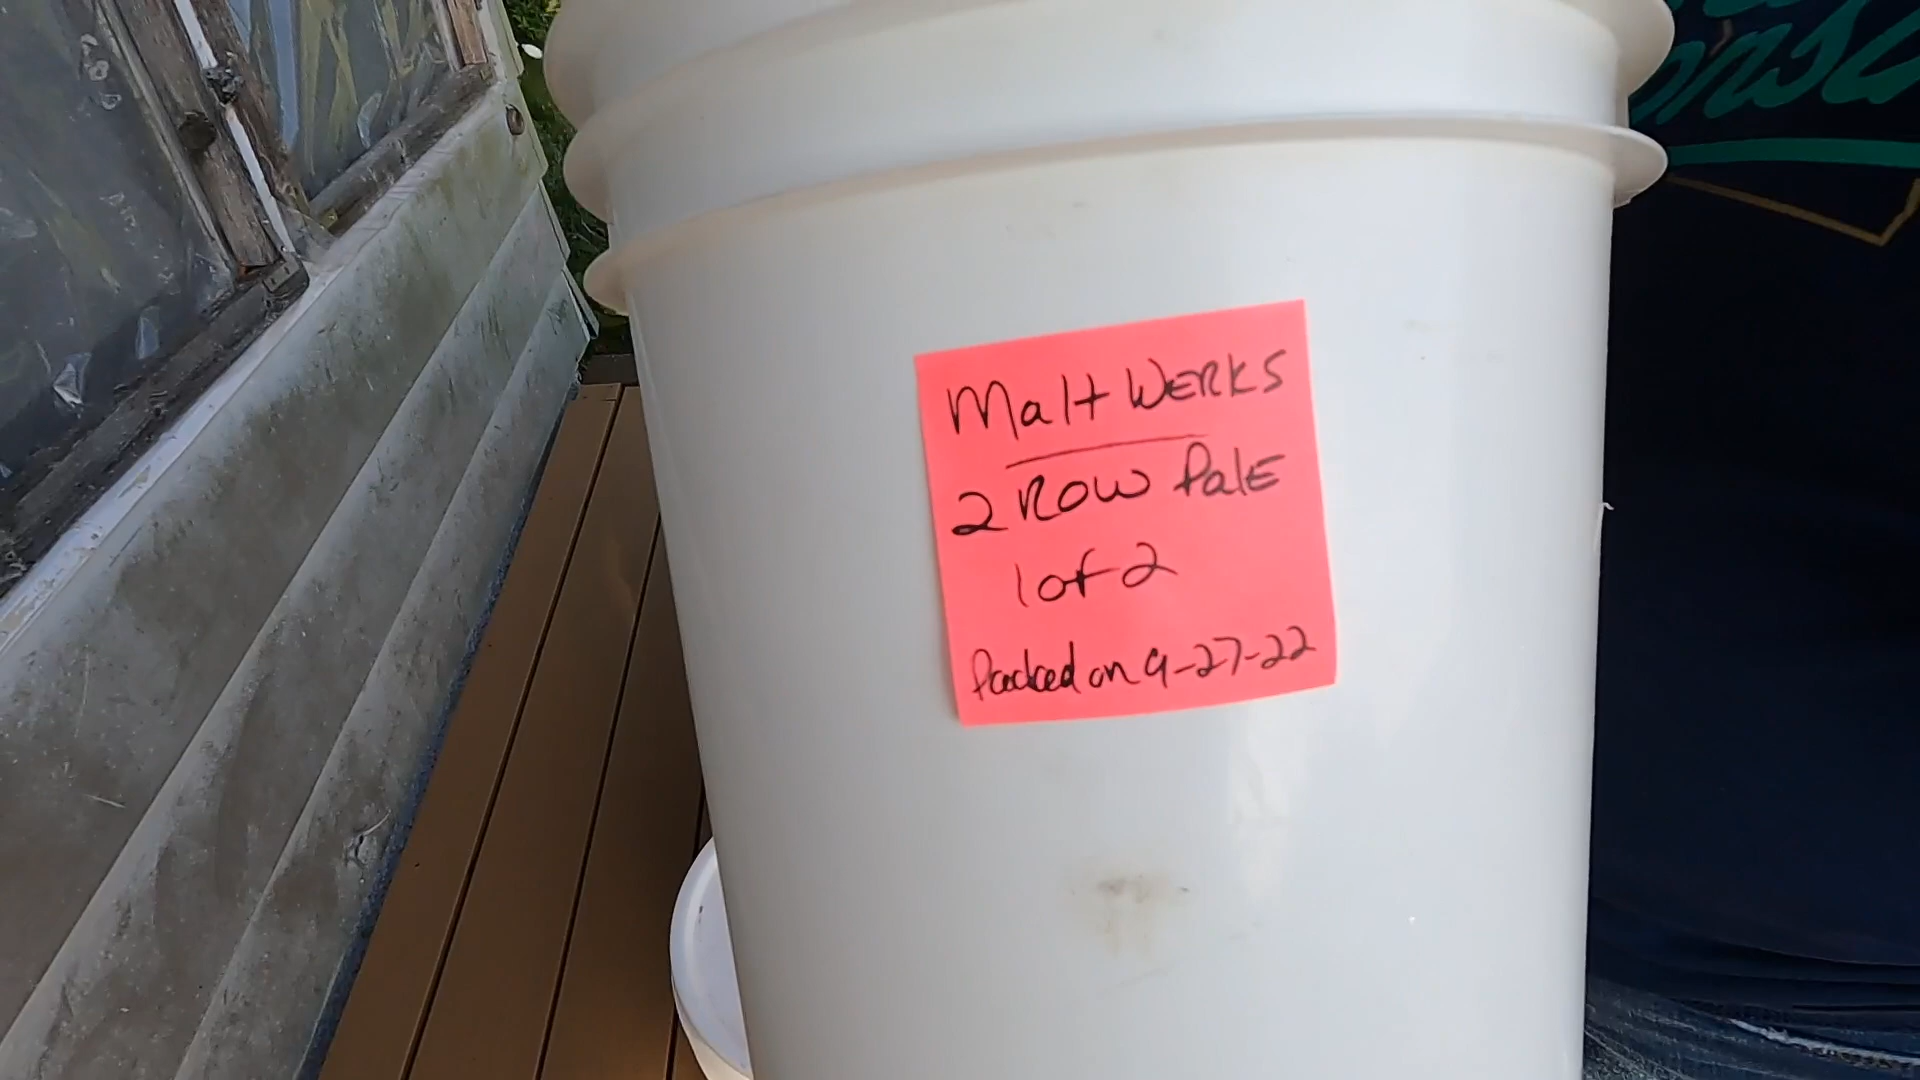 Malt WERKS
2 ROW PalE
1 of 2
Packed on 9-27-22